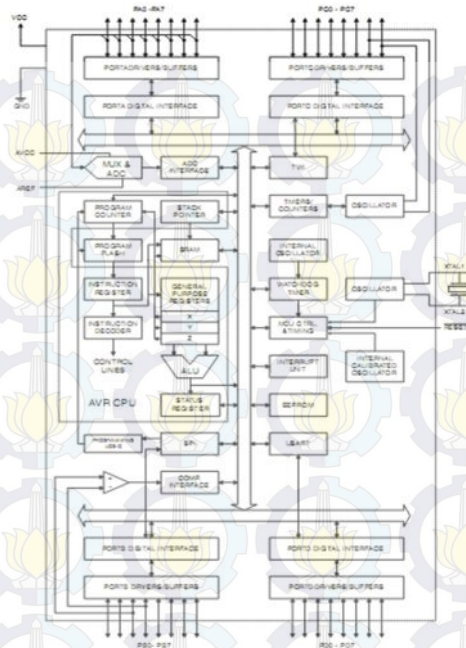 PA0 - PA7
PC0 - PC7
VCC
PORTA DRIVERS/BUFFERS
PORTC DRIVERS/BUFFERS
GND
PORTA DIGITAL INTERFACE
PORTC DIGITAL INTERFACE
AVCC
MUX &
ADC
ADC
INTERFACE
TWI
AREF
PROGRAM
COUNTER
STACK
POINTER
TIMERS/
COUNTERS
OSCILLATOR
PROGRAM
FLASH
SRAM
INTERNAL
OSCILLATOR
XTAL1
INSTRUCTION
REGISTER
GENERAL
PURPOSE
REGISTERS
WATCHDOG
TIMER
OSCILLATOR
X
XTAL2
INSTRUCTION
DECODER
Y
MCU CTRL.
& TIMING
RESET
Z
CONTROL
LINES
ALU
INTERRUPT
UNIT
INTERNAL
CALIBRATED
OSCILLATOR
AVR CPU
STATUS
REGISTER
EEPROM
PROGRAMMING
LOGIC
SPI
USART
+
-
COMP.
INTERFACE
PORTB DIGITAL INTERFACE
PORTD DIGITAL INTERFACE
PORTB DRIVERS/BUFFERS
PORTD DRIVERS/BUFFERS
PB0 - PB7
PD0 - PD7